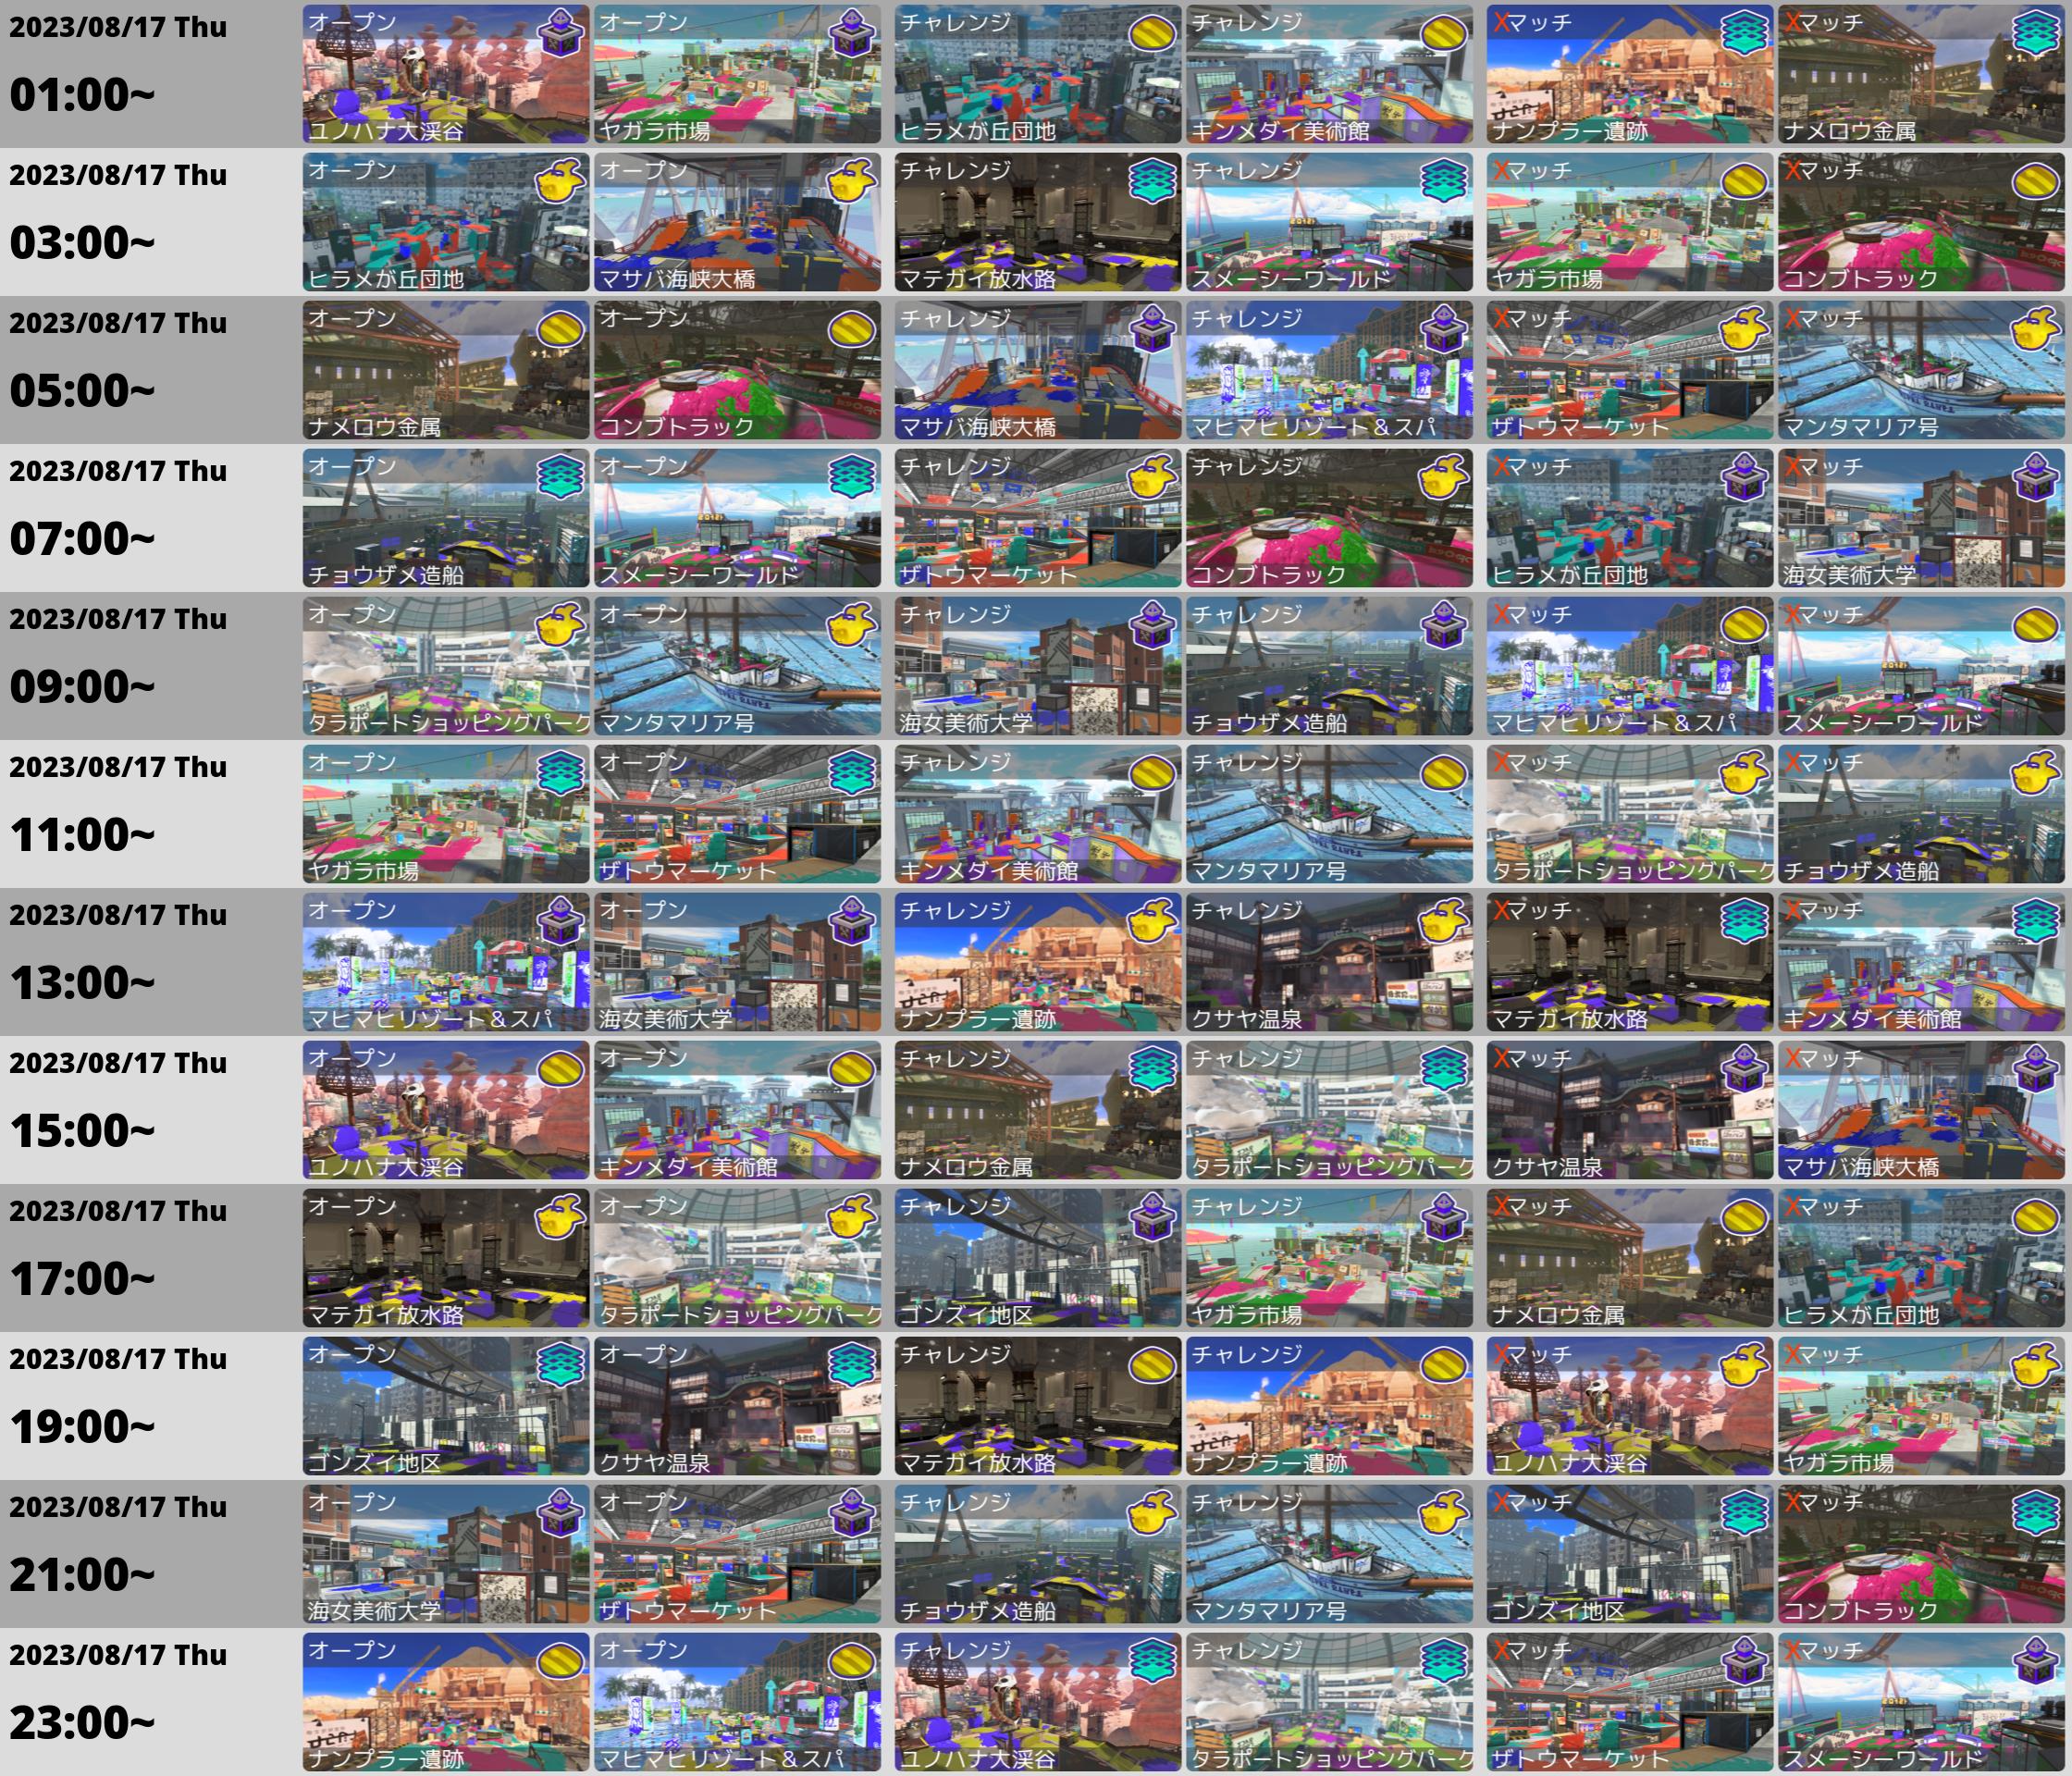 2023/08/17 Thu
01:00~
オープン
ユノハナ大渓谷
オープン
ヤガラ市場
チャレンジ
ヒラメが丘団地
チャレンジ
キンメダイ美術館
Xマッチ
ナンプラー遺跡
Xマッチ
ナメロウ金属
2023/08/17 Thu
03:00~
オープン
ヒラメが丘団地
オープン
マサバ海峡大橋
チャレンジ
マテガイ放水路
チャレンジ
スメーシーワールド
Xマッチ
ヤガラ市場
Xマッチ
コンブトラック
2023/08/17 Thu
05:00~
オープン
ナメロウ金属
オープン
コンブトラック
チャレンジ
マサバ海峡大橋
チャレンジ
マヒマヒリゾート&スパ
Xマッチ
ザトウマーケット
Xマッチ
マンタマリア号
2023/08/17 Thu
07:00~
オープン
チョウザメ造船
オープン
スメーシーワールド
チャレンジ
ザトウマーケット
チャレンジ
コンブトラック
Xマッチ
ヒラメが丘団地
Xマッチ
海女美術大学
2023/08/17 Thu
09:00~
オープン
タラポートショッピングパーク
オープン
マンタマリア号
チャレンジ
海女美術大学
チャレンジ
チョウザメ造船
Xマッチ
マヒマヒリゾート&スパ
Xマッチ
スメーシーワールド
2023/08/17 Thu
11:00~
オープン
ヤガラ市場
オープン
ザトウマーケット
チャレンジ
キンメダイ美術館
チャレンジ
マンタマリア号
Xマッチ
タラポートショッピングパーク
Xマッチ
チョウザメ造船
2023/08/17 Thu
13:00~
オープン
マヒマヒリゾート&スパ
オープン
海女美術大学
チャレンジ
ナンプラー遺跡
チャレンジ
クサヤ温泉
Xマッチ
マテガイ放水路
Xマッチ
キンメダイ美術館
2023/08/17 Thu
15:00~
オープン
ユノハナ大渓谷
オープン
キンメダイ美術館
チャレンジ
ナメロウ金属
チャレンジ
タラポートショッピングパーク
Xマッチ
クサヤ温泉
Xマッチ
マサバ海峡大橋
2023/08/17 Thu
17:00~
オープン
マテガイ放水路
オープン
タラポートショッピングパーク
チャレンジ
ゴンズイ地区
チャレンジ
ヤガラ市場
Xマッチ
ナメロウ金属
Xマッチ
ヒラメが丘団地
2023/08/17 Thu
19:00~
オープン
ゴンズイ地区
オープン
クサヤ温泉
チャレンジ
マテガイ放水路
チャレンジ
ナンプラー遺跡
Xマッチ
ユノハナ大渓谷
Xマッチ
ヤガラ市場
2023/08/17 Thu
21:00~
オープン
海女美術大学
オープン
ザトウマーケット
チャレンジ
チョウザメ造船
チャレンジ
マンタマリア号
Xマッチ
ゴンズイ地区
Xマッチ
コンブトラック
2023/08/17 Thu
23:00~
オープン
ナンプラー遺跡
オープン
マヒマヒリゾート&スパ
チャレンジ
ユノハナ大渓谷
チャレンジ
タラポートショッピングパーク
Xマッチ
ザトウマーケット
Xマッチ
スメーシーワールド